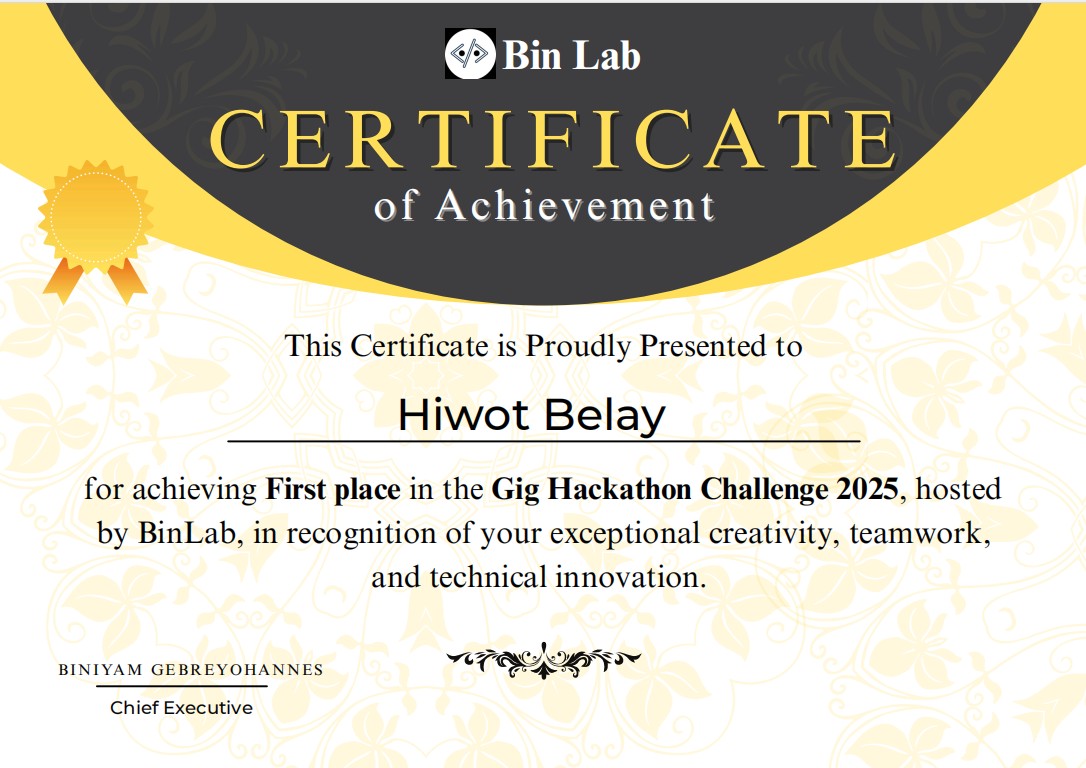 Bin Lab
CERTIFICATE
of Achievement
This Certificate is Proudly Presented to
Hiwot Belay
for achieving First place in the Gig Hackathon Challenge 2025, hosted
by BinLab, in recognition of your exceptional creativity, teamwork,
and technical innovation.
BINIYAM GEBREYOHANNES
Chief Executive